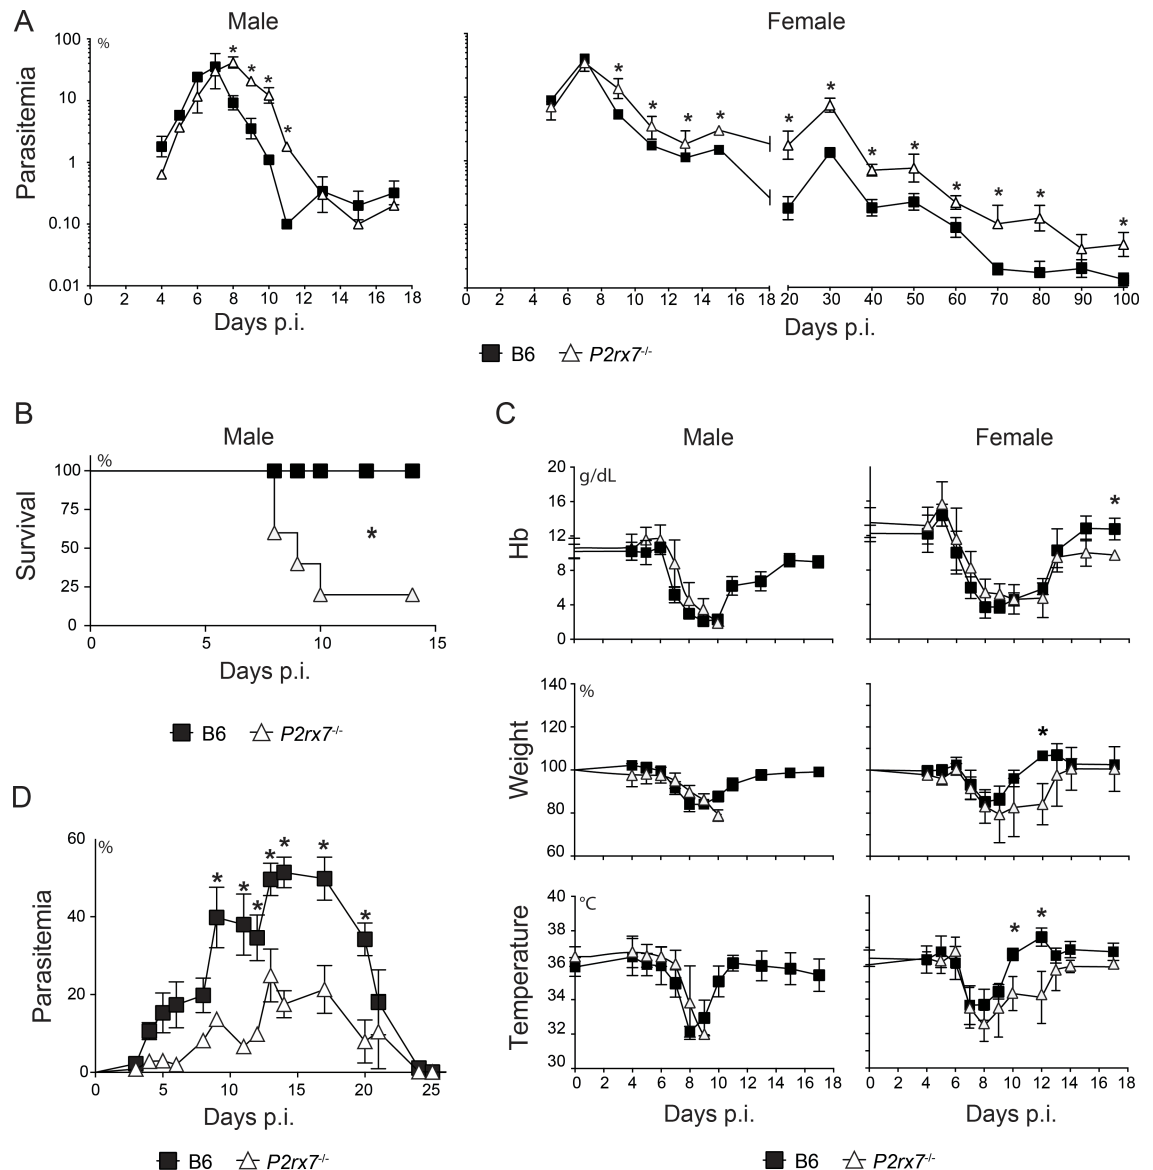 A
Male
Female
Parasitemia
%
100
10
1
0.10
0.01
* * * *
* * * * * * * * * * * * *
0 2 4 6 8 10 12 14 16 18
0 2 4 6 8 10 12 14 16 18 20 30 40 50 60 70 80 90 100
Days p.i.
Days p.i.
B6 P2rx7-/-
B
Male
Survival
%
100
75
50
25
0
*
0 5 10 15
Days p.i.
B6 P2rx7-/-
C
Male
Female
Hb
g/dL
20
16
12
8
4
0
*
Weight
%
140
120
100
80
60
*
Temperature
°C
40
38
36
34
32
30
* *
0 2 4 6 8 10 12 14 16 18
0 2 4 6 8 10 12 14 16 18
Days p.i.
Days p.i.
B6 P2rx7-/-
D
Parasitemia
%
60
40
20
0
* * * * * * *
0 5 10 15 20 25
Days p.i.
B6 P2rx7-/-